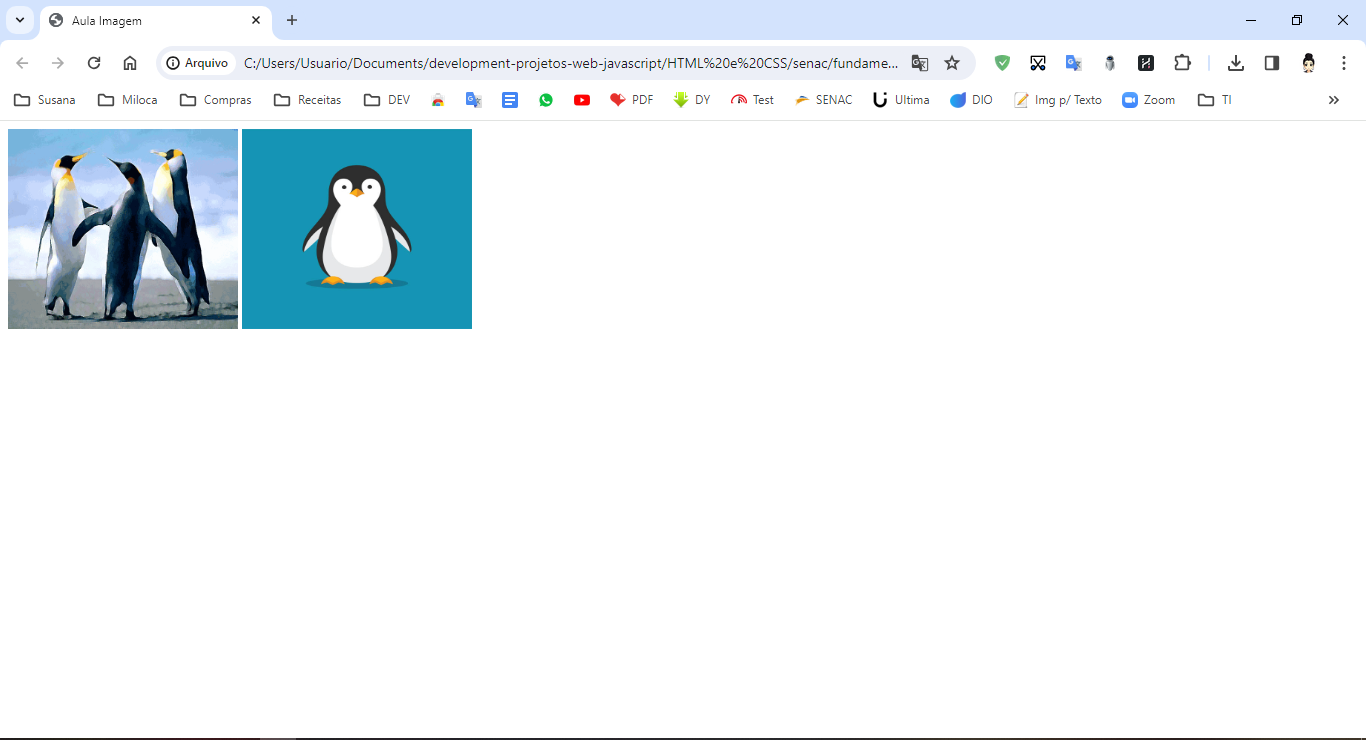 Aula Imagem
Arquivo C:/Users/Usuario/Documents/development-projetos-web-javascript/HTML%20e%20CSS/senac/fundame...
Susana Miloca Compras Receitas DEV PDF DY Test SENAC Ultima DIO Img p/ Texto Zoom TI